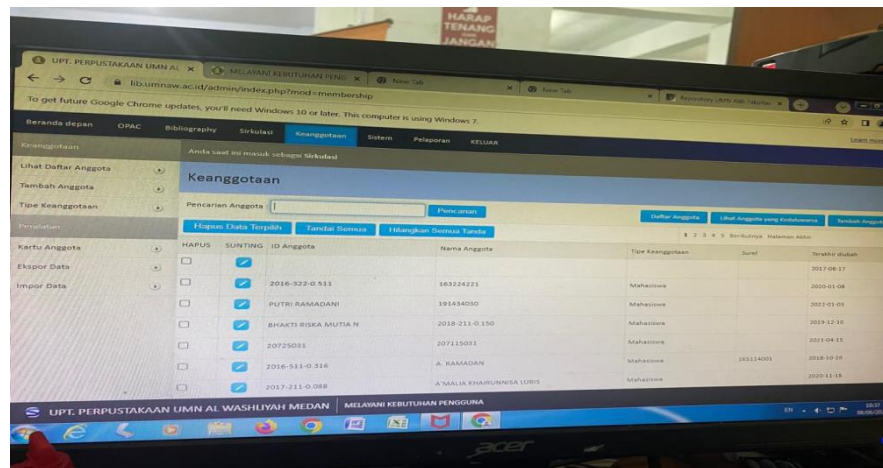 HARAP
TENANG
JANGAN
UPT. PERPUSTAKAAN UMN AL
MELAYANI KEBUTUHAN PENG
New Tab
New Tab
lib.umnaw.ac.id/admin/index.php?mod=membership
To get future Google Chrome updates, you'll need Windows 10 or later. This computer is using Windows 7.
Learn more
Beranda depan OPAC Bibliography Sirkulasi Keanggotaan Sistem Pelaporan KELUAR
Keanggotaan
Anda saat ini masuk sebagai Sirkulasi
Lihat Daftar Anggota
Tambah Anggota
Tipe Keanggotaan
Peralatan
Kartu Anggota
Ekspor Data
Impor Data
Keanggotaan
Pencarian Anggota : Pencarian
Daftar Anggota Lihat Anggota yang Kedaluwarsa Tambah Anggota
Hapus Data Terpilih Tandai Semua Hilangkan Semua Tanda
1 2 3 4 5 Berikutnya Halaman Akhir
HAPUS SUNTING ID Anggota Nama Anggota Tipe Keanggotaan Surel Terakhir diubah
2017-06-17
2016-322-0.511 163224221 Mahasiswa 2020-01-08
PUTRI RAMADANI 191434030 Mahasiswa 2022-01-03
BHAKTI RISKA MUTIA N 2018-211-0.150 Mahasiswa 2019-12-10
20725031 207115031 Mahasiswa 2021-04-15
2016-511-0.316 A. RAMADAN Mahasiswa 165114001 2018-10-26
2017-211-0.088 A'MALIA KHAIRUNNISA LUBIS Mahasiswa 2020-11-16
UPT. PERPUSTAKAAN UMN AL WASHLIYAH MEDAN MELAYANI KEBUTUHAN PENGGUNA
EN
10:37
acer